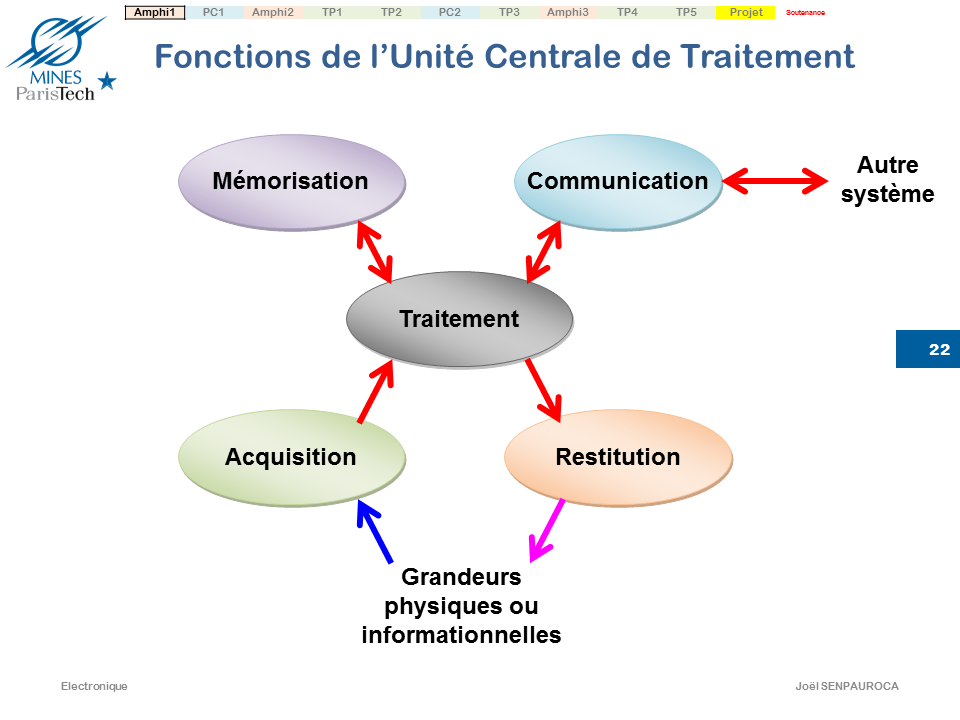 Amphi1 PC1 Amphi2 TP1 TP2 PC2 TP3 Amphi3 TP4 TP5 Projet Soutenance
MINES
ParisTech
Fonctions de l’Unité Centrale de Traitement
Mémorisation
Communication
Autre
système
Traitement
22
Acquisition
Restitution
Grandeurs
physiques ou
informationnelles
Electronique
Joël SENPAUROCA